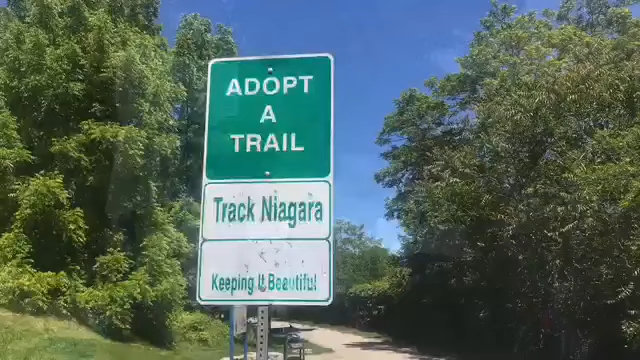 ADOPT
A
TRAIL
Track Niagara
Keeping It Beautiful